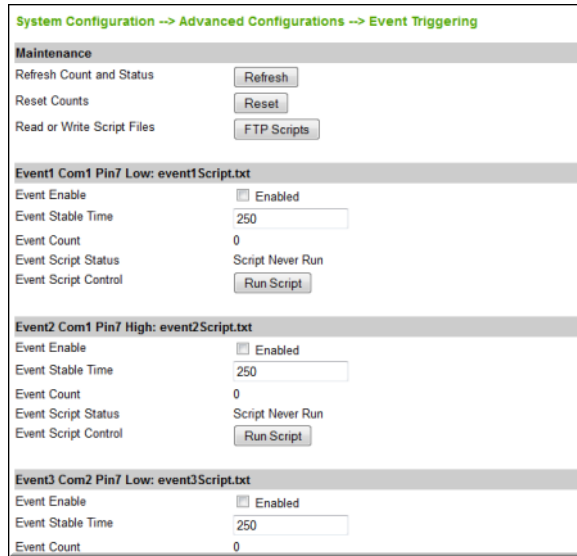 System Configuration --> Advanced Configurations --> Event Triggering
Maintenance
Refresh Count and Status Refresh
Reset Counts Reset
Read or Write Script Files FTP Scripts
Event1 Com1 Pin7 Low: event1Script.txt
Event Enable Enabled
Event Stable Time 250
Event Count 0
Event Script Status Script Never Run
Event Script Control Run Script
Event2 Com1 Pin7 High: event2Script.txt
Event Enable Enabled
Event Stable Time 250
Event Count 0
Event Script Status Script Never Run
Event Script Control Run Script
Event3 Com2 Pin7 Low: event3Script.txt
Event Enable Enabled
Event Stable Time 250
Event Count 0